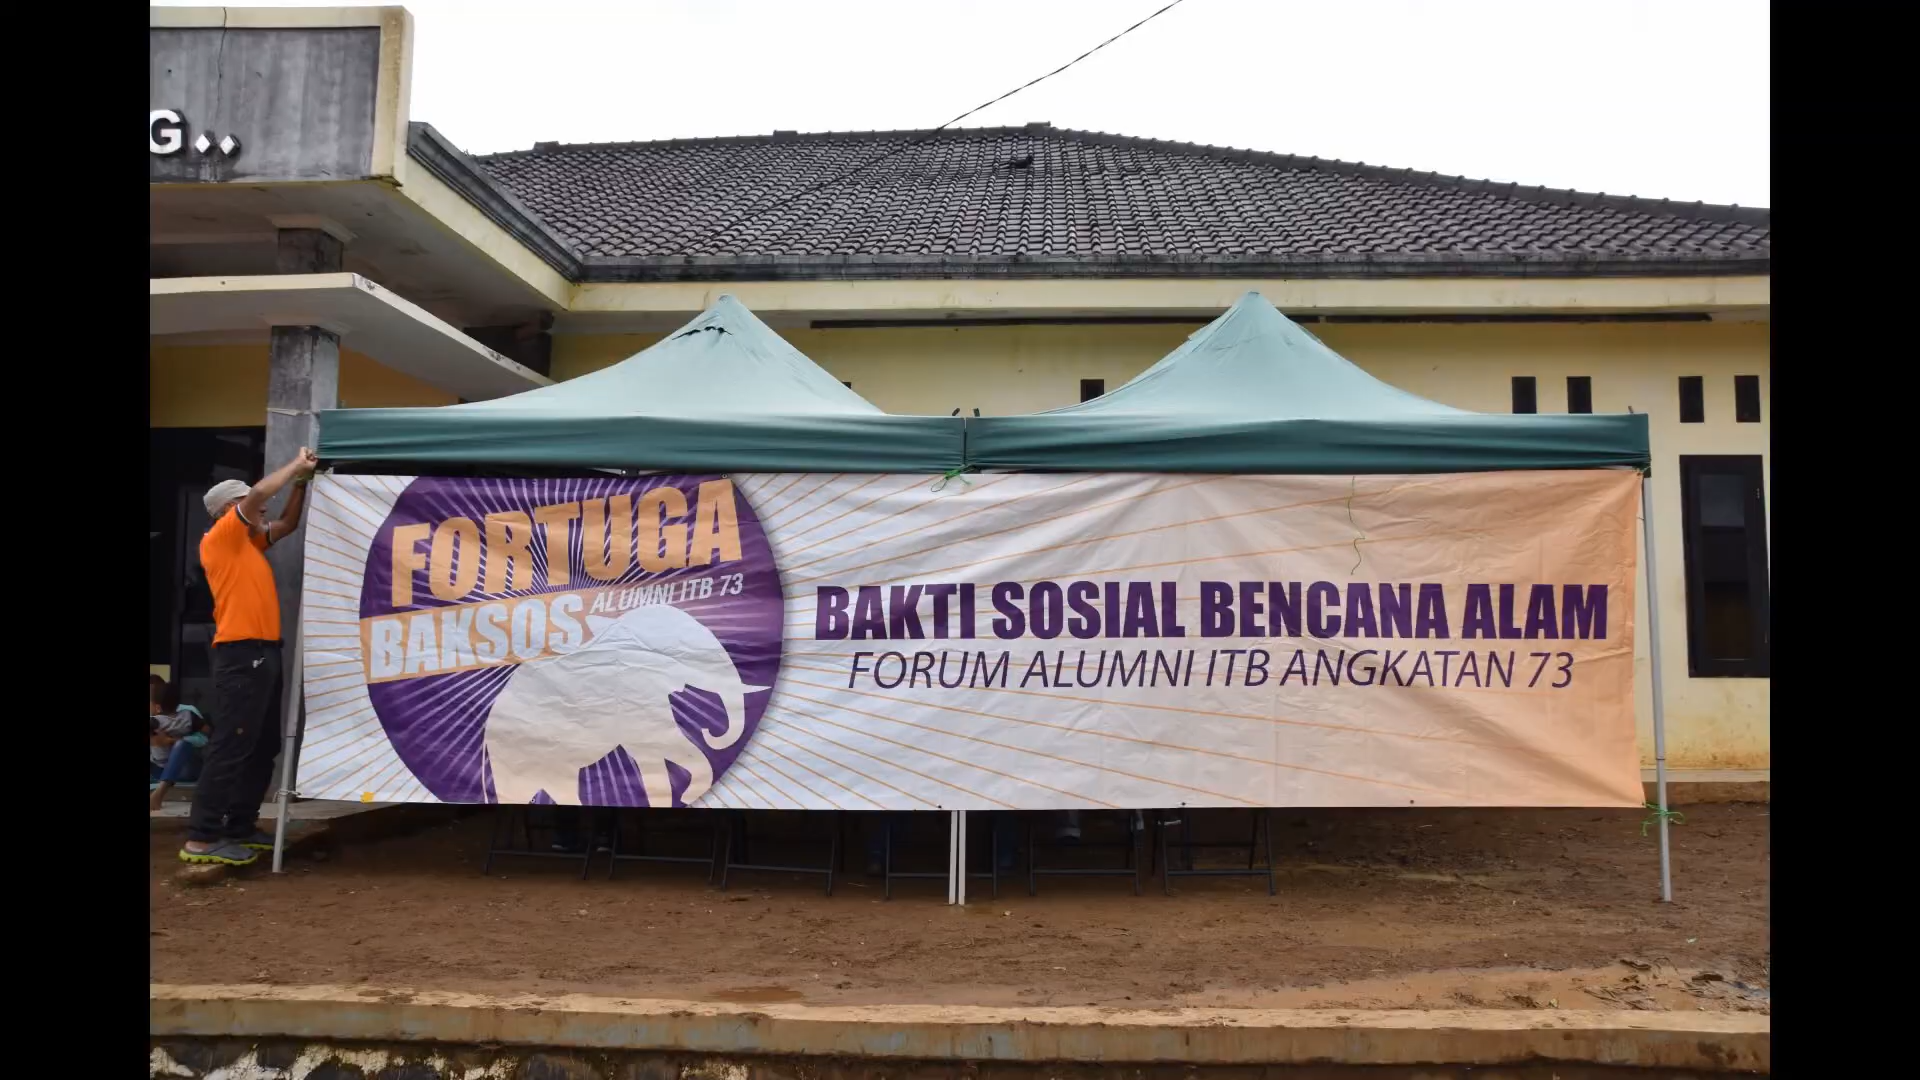 G..
FORTUGA
ALUMNI ITB 73
BAKSOS
BAKTI SOSIAL BENCANA ALAM
FORUM ALUMNI ITB ANGKATAN 73